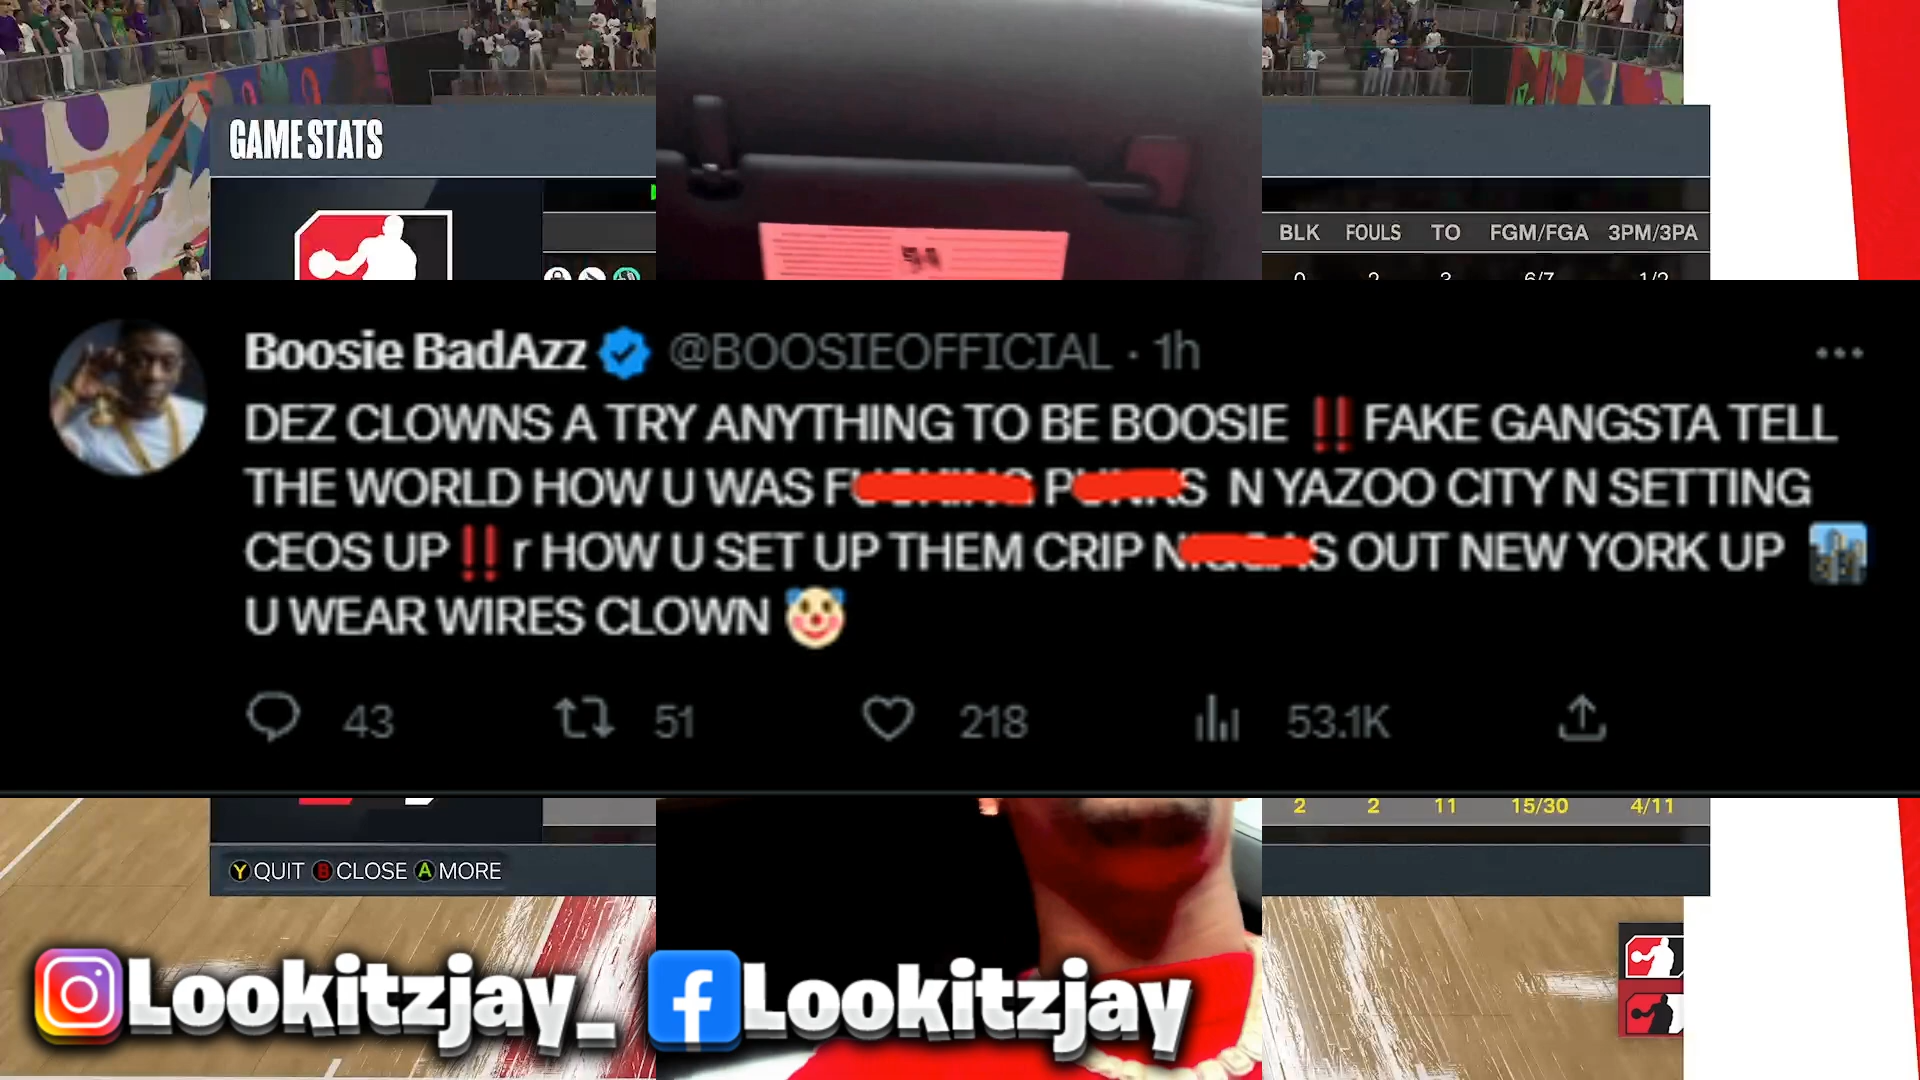 GAME STATS
BLK FOULS TO FGM/FGA 3PM/3PA
Boosie BadAzz @BOOSIEOFFICIAL · 1h
DEZ CLOWNS A TRY ANYTHING TO BE BOOSIE ‼️ FAKE GANGSTA TELL
THE WORLD HOW U WAS N YAZOO CITY N SETTING
CEOS UP ‼️ r HOW U SET UP THEM CRIP OUT NEW YORK UP 🌃
U WEAR WIRES CLOWN 🤡
43 51 218 53.1K
2 2 11 15/30 4/11
Y QUIT B CLOSE A MORE
Lookitzjay_ Lookitzjay